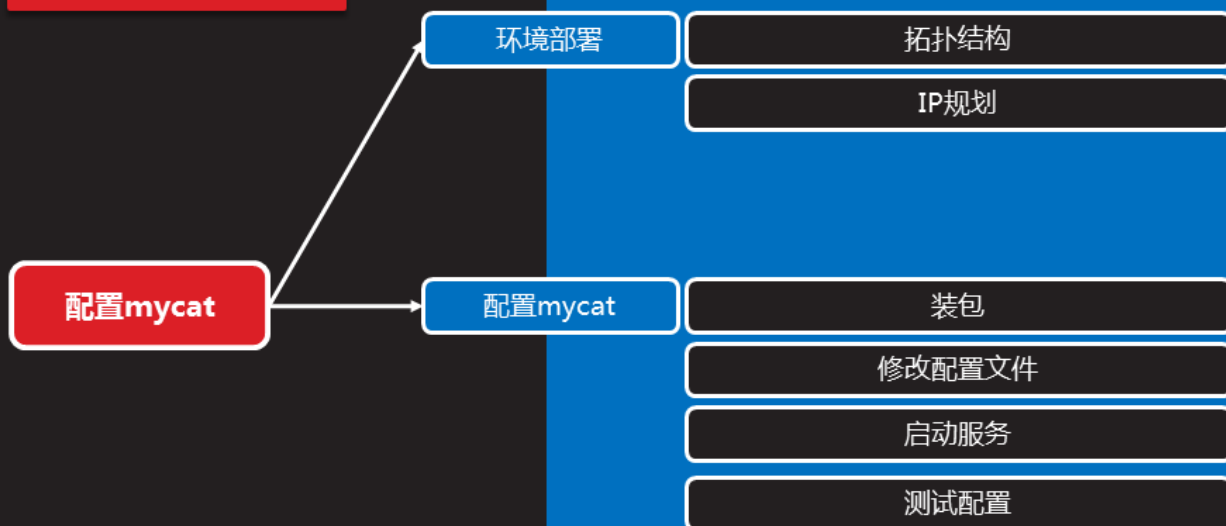 环境部署
拓扑结构
IP规划
配置mycat
配置mycat
装包
修改配置文件
启动服务
测试配置